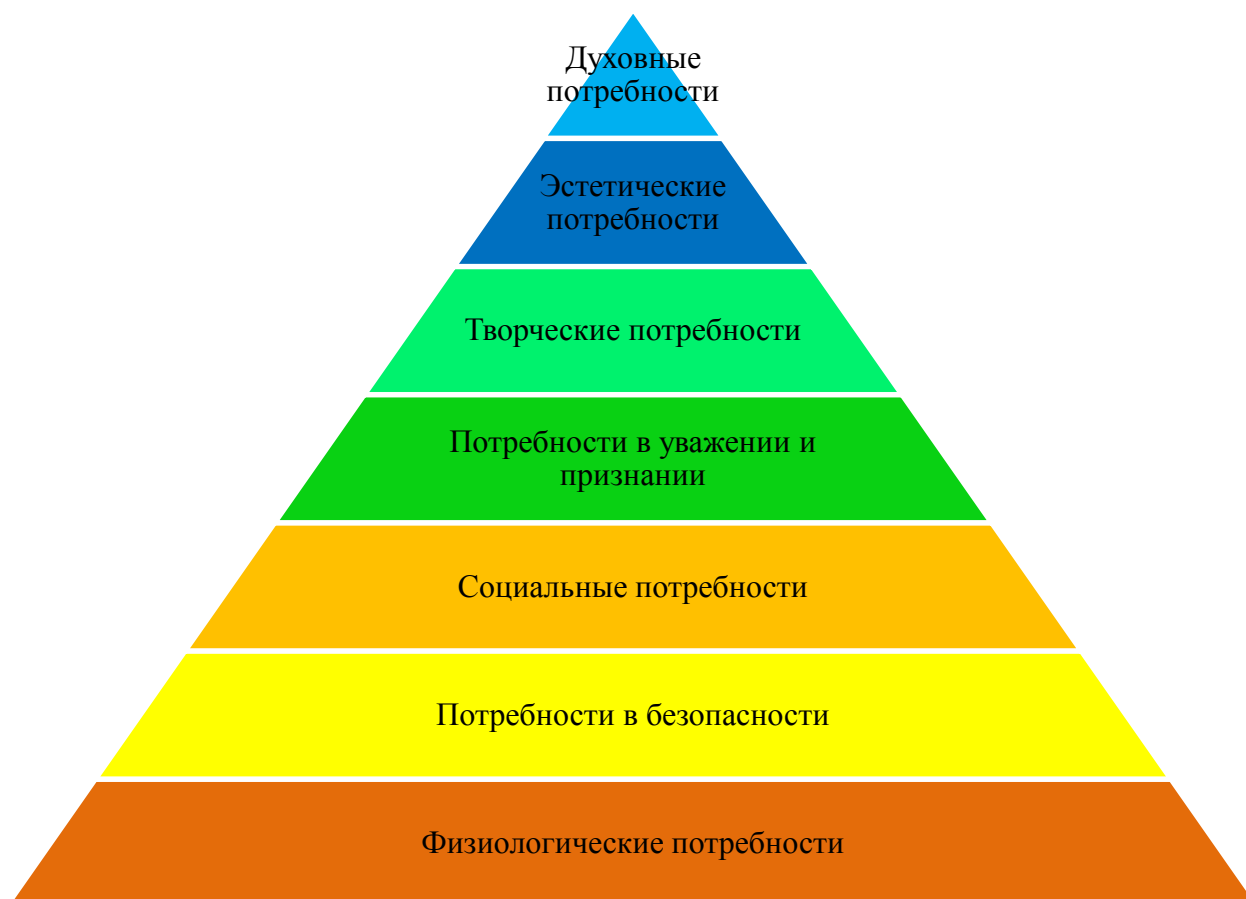 Духовные
потребности
Эстетические
потребности
Творческие потребности
Потребности в уважении и
признании
Социальные потребности
Потребности в безопасности
Физиологические потребности